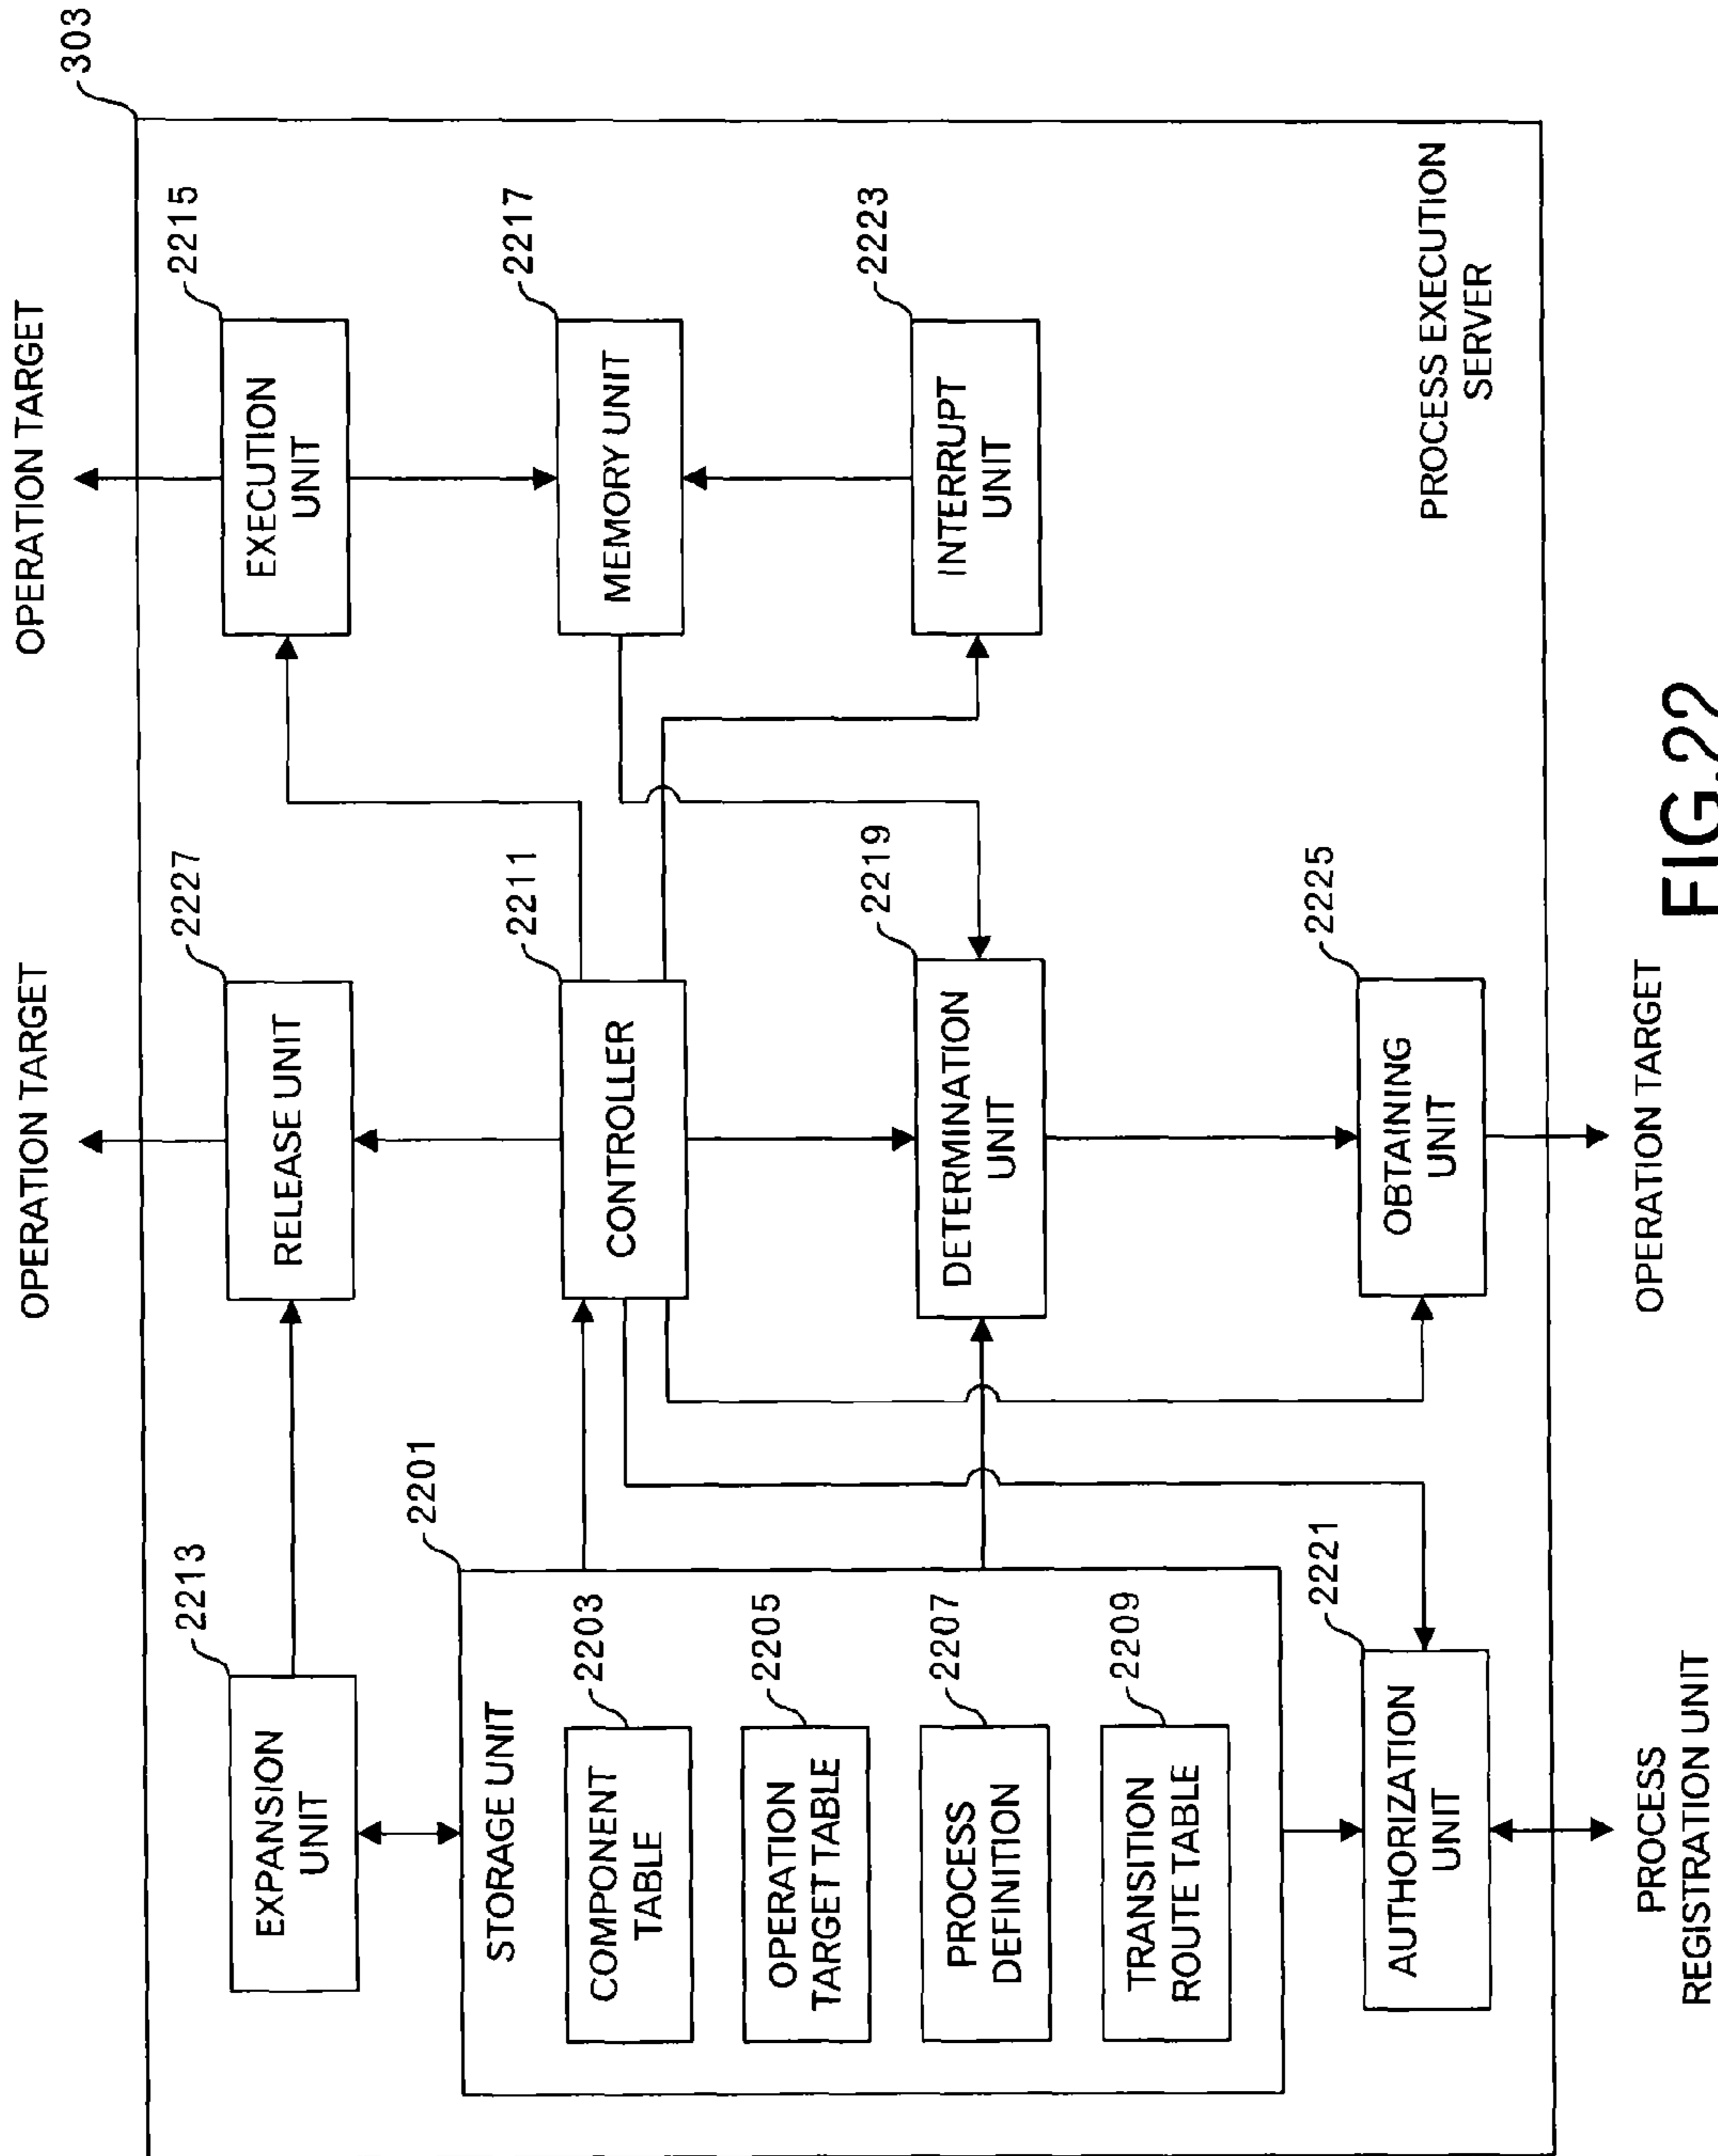 303
OPERATION TARGET
OPERATION TARGET
2213
EXPANSION
UNIT
2227
RELEASE UNIT
2215
EXECUTION
UNIT
2201
STORAGE UNIT
2203
COMPONENT
TABLE
2205
OPERATION
TARGET TABLE
2207
PROCESS
DEFINITION
2209
TRANSITION
ROUTE TABLE
2211
CONTROLLER
2217
MEMORY UNIT
2219
DETERMINATION
UNIT
2223
INTERRUPT
UNIT
2221
AUTHORIZATION
UNIT
2225
OBTAINING
UNIT
PROCESS EXECUTION
SERVER
PROCESS
REGISTRATION UNIT
OPERATION TARGET
FIG.22